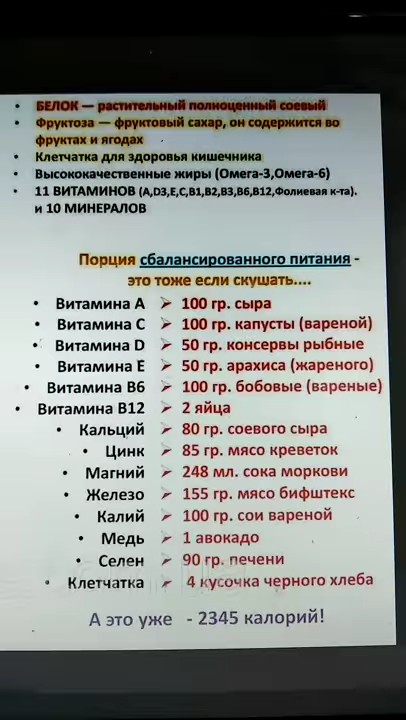 • БЕЛОК — растительный полноценный соевый
• Фруктоза — фруктовый сахар, он содержится во
фруктах и ягодах
• Клетчатка для здоровья кишечника
• Высококачественные жиры (Омега-3,Омега-6)
• 11 ВИТАМИНОВ (А,D3,Е,С,В1,В2,В3,В6,В12,Фолиевая к-та).
и 10 МИНЕРАЛОВ
Порция сбалансированного питания -
это тоже если скушать....
• Витамина А ➢ 100 гр. сыра
• Витамина С ➢ 100 гр. капусты (вареной)
• Витамина D ➢ 50 гр. консервы рыбные
• Витамина Е ➢ 50 гр. арахиса (жареного)
• Витамина В6 ➢ 100 гр. бобовые (вареные)
• Витамина В12 ➢ 2 яйца
• Кальций ➢ 80 гр. соевого сыра
• Цинк ➢ 85 гр. мясо креветок
• Магний ➢ 248 мл. сока моркови
• Железо ➢ 155 гр. мясо бифштекс
• Калий ➢ 100 гр. сои вареной
• Медь ➢ 1 авокадо
• Селен ➢ 90 гр. печени
• Клетчатка ➢ 4 кусочка черного хлеба
А это уже - 2345 калорий!